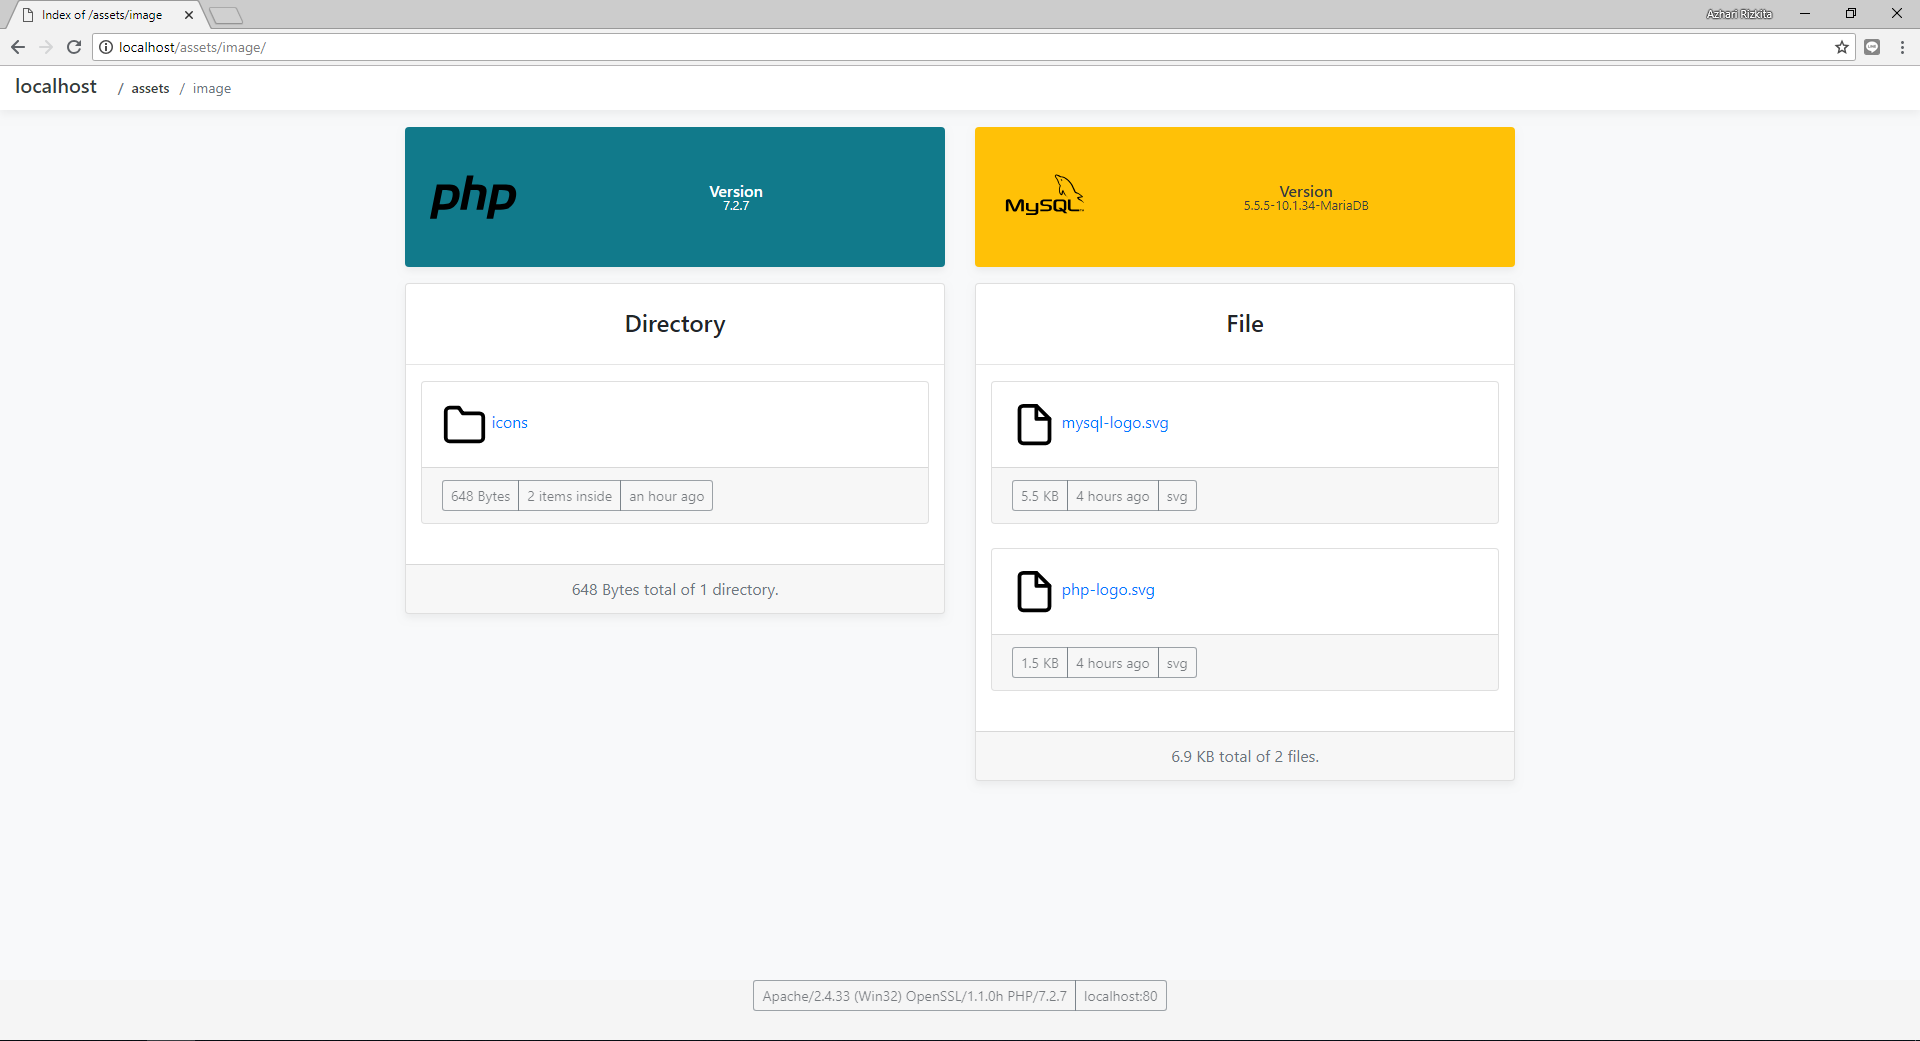 Index of /assets/image
Azhari Rizkita
localhost/assets/image/
localhost / assets / image
php
Version
7.2.7
MySQL
Version
5.5.5-10.1.34-MariaDB
Directory
icons
648 Bytes 2 items inside an hour ago
648 Bytes total of 1 directory.
File
mysql-logo.svg
5.5 KB 4 hours ago svg
php-logo.svg
1.5 KB 4 hours ago svg
6.9 KB total of 2 files.
Apache/2.4.33 (Win32) OpenSSL/1.1.0h PHP/7.2.7 localhost:80